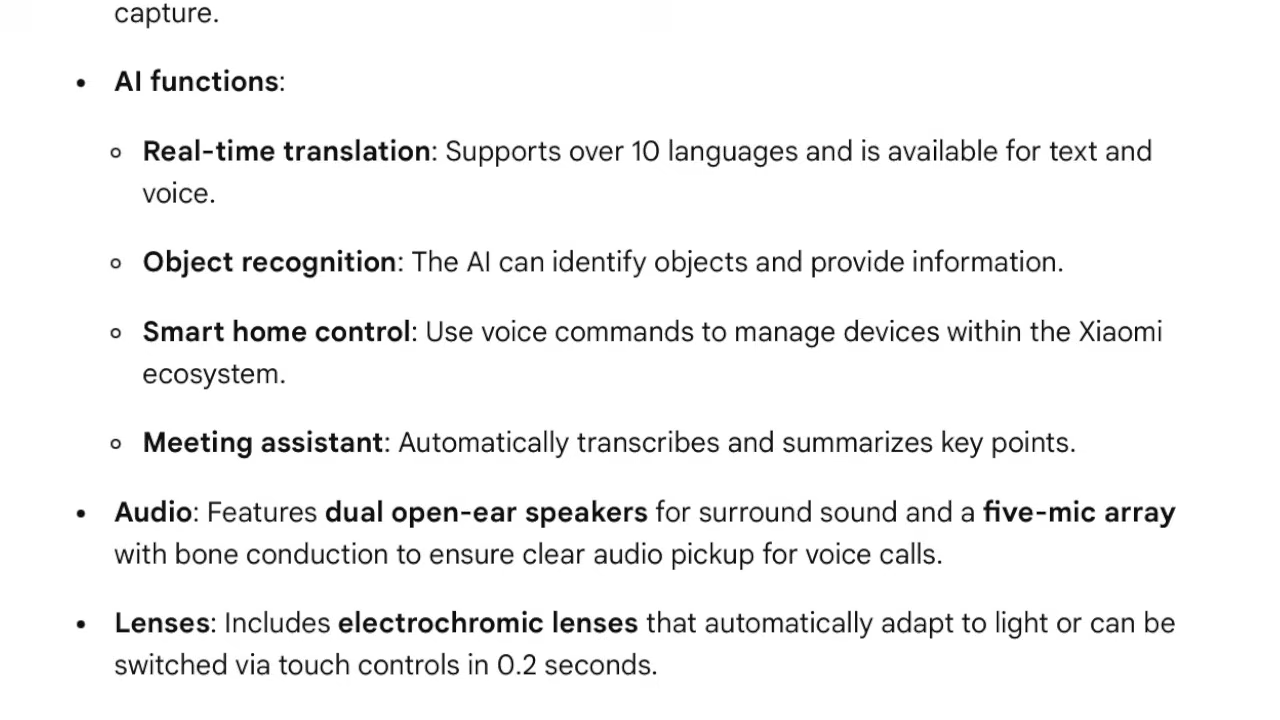 capture.
• AI functions:
◦ Real-time translation: Supports over 10 languages and is available for text and
voice.
◦ Object recognition: The AI can identify objects and provide information.
◦ Smart home control: Use voice commands to manage devices within the Xiaomi
ecosystem.
◦ Meeting assistant: Automatically transcribes and summarizes key points.
• Audio: Features dual open-ear speakers for surround sound and a five-mic array
with bone conduction to ensure clear audio pickup for voice calls.
• Lenses: Includes electrochromic lenses that automatically adapt to light or can be
switched via touch controls in 0.2 seconds.